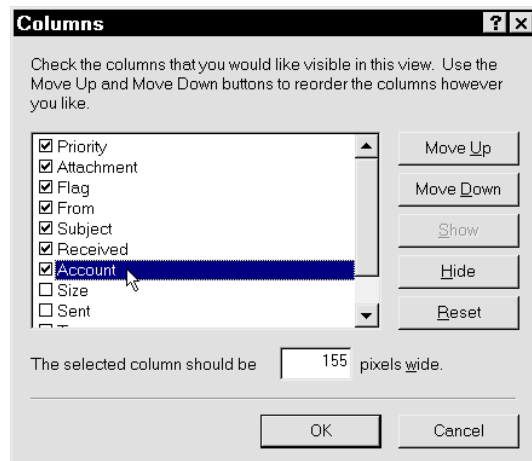 Columns
Check the columns that you would like visible in this view. Use the
Move Up and Move Down buttons to reorder the columns however
you like.
Priority
Attachment
Flag
From
Subject
Received
Account
Size
Sent
Move Up
Move Down
Show
Hide
Reset
The selected column should be 155 pixels wide.
OK
Cancel